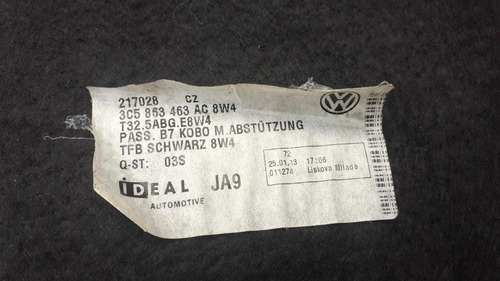 217028 CZ
3C5 863 463 AC 8W4
T32.5ABG.E8W4
PASS. B7 KOBO M.ABSTÜTZUNG
TFB SCHWARZ 8W4
Q-ST: 03S
IDEAL JA9
AUTOMOTIVE
72
25.01.13 17:06
011274 Liskova Milada